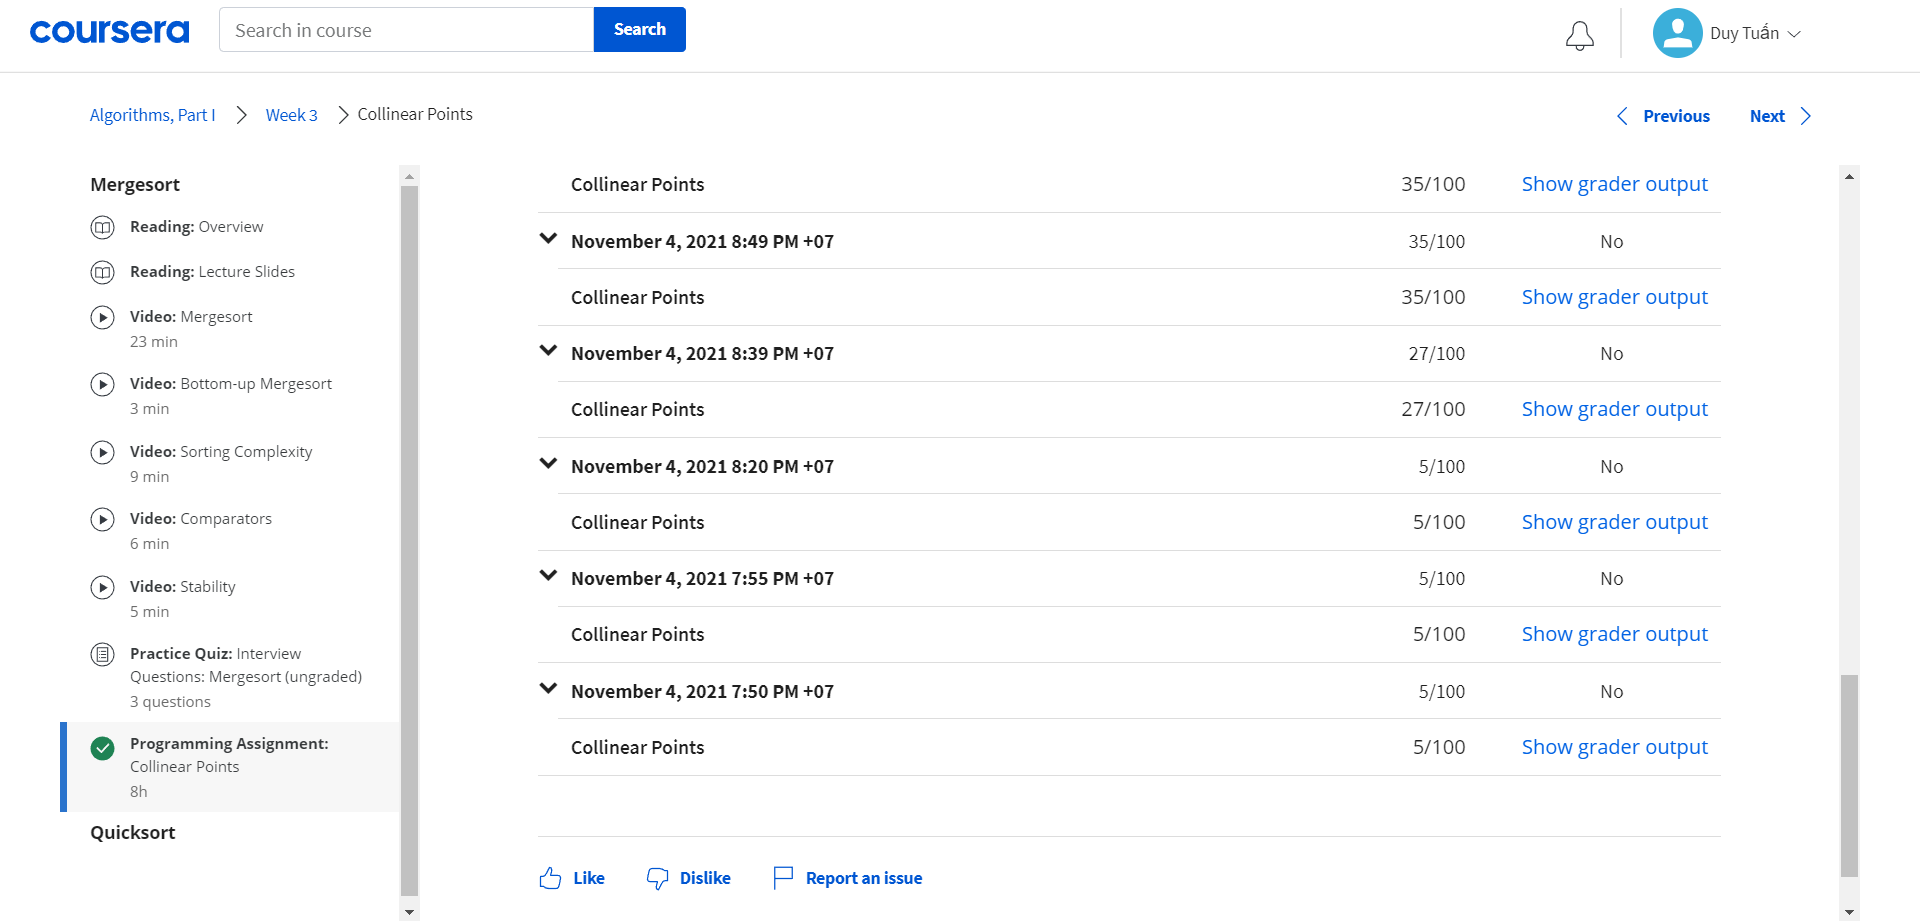 coursera
Search in course
Search
Duy Tuấn
Algorithms, Part I
Week 3
Collinear Points
Previous
Next
Mergesort
Reading: Overview
Reading: Lecture Slides
Video: Mergesort
23 min
Video: Bottom-up Mergesort
3 min
Video: Sorting Complexity
9 min
Video: Comparators
6 min
Video: Stability
5 min
Practice Quiz: Interview
Questions: Mergesort (ungraded)
3 questions
Programming Assignment:
Collinear Points
8h
Quicksort
Collinear Points 35/100 Show grader output
November 4, 2021 8:49 PM +07 35/100 No
Collinear Points 35/100 Show grader output
November 4, 2021 8:39 PM +07 27/100 No
Collinear Points 27/100 Show grader output
November 4, 2021 8:20 PM +07 5/100 No
Collinear Points 5/100 Show grader output
November 4, 2021 7:55 PM +07 5/100 No
Collinear Points 5/100 Show grader output
November 4, 2021 7:50 PM +07 5/100 No
Collinear Points 5/100 Show grader output
Like
Dislike
Report an issue